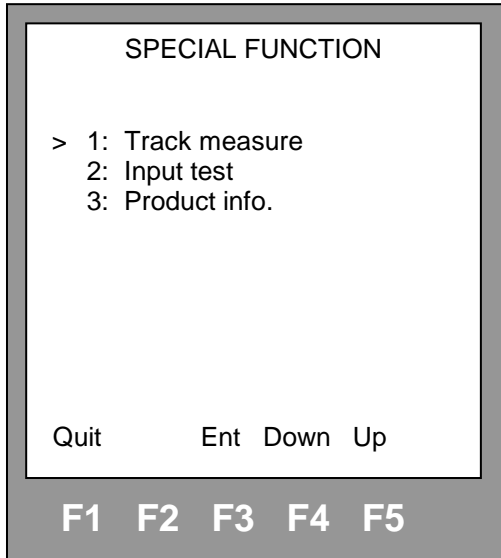 SPECIAL FUNCTION
> 1: Track measure
2: Input test
3: Product info.
Quit Ent Down Up
F1 F2 F3 F4 F5